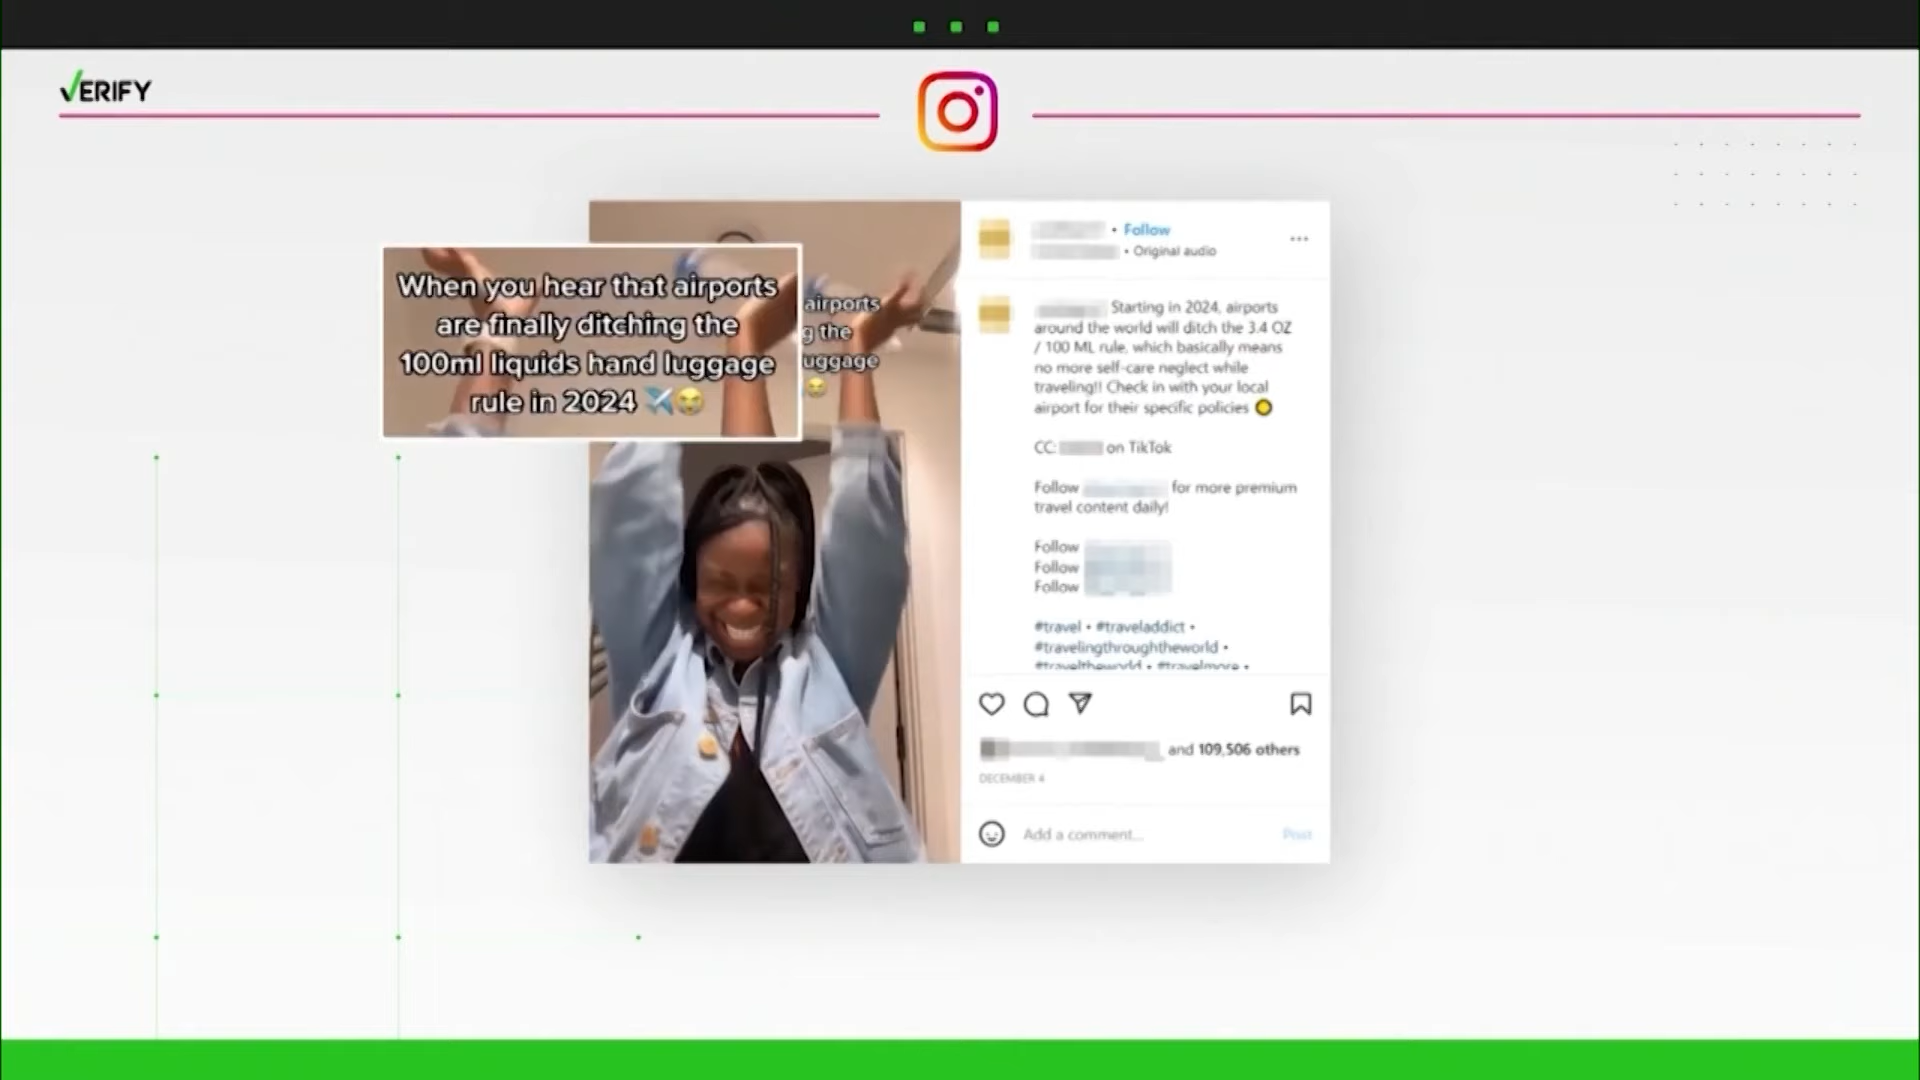 VERIFY
When you hear that airports
are finally ditching the
100ml liquids hand luggage
rule in 2024 ✈️😭
airports
g the
uggage
😭
• Follow
• Original audio
Starting in 2024, airports
around the world will ditch the 3.4 OZ
/ 100 ML rule, which basically means
no more self-care neglect while
traveling!! Check in with your local
airport for their specific policies
CC: on TikTok
Follow for more premium
travel content daily!
Follow
Follow
Follow
#travel • #traveladdict •
#travelingthroughtheworld •
#traveltheworld • #travelmore •
and 109,506 others
DECEMBER 4
Add a comment...
Post